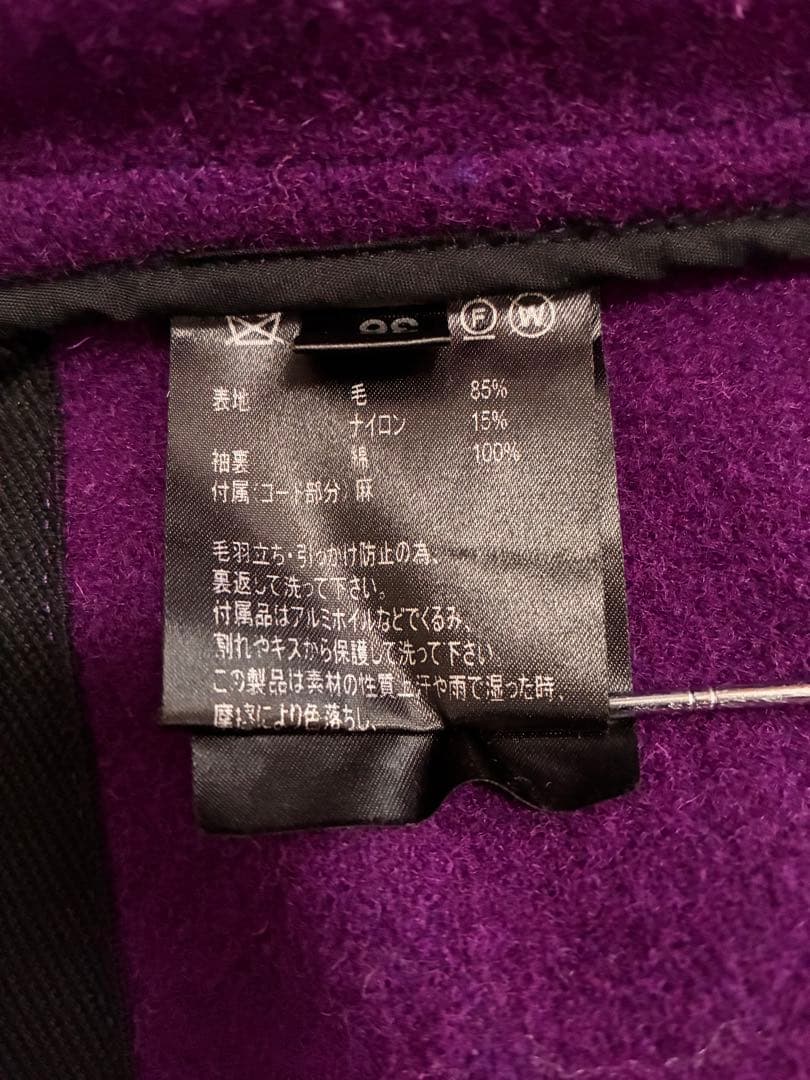 F W
表地 毛 85%
ナイロン 15%
袖裏 綿 100%
付属(コード部分) 麻
毛羽立ち・引っかけ防止の為、
裏返して洗って下さい。
付属品はアルミホイルなどでくるみ、
割れやキズから保護して洗って下さい
この製品は素材の性質上汗や雨で湿った時、
摩擦により色落ちし、